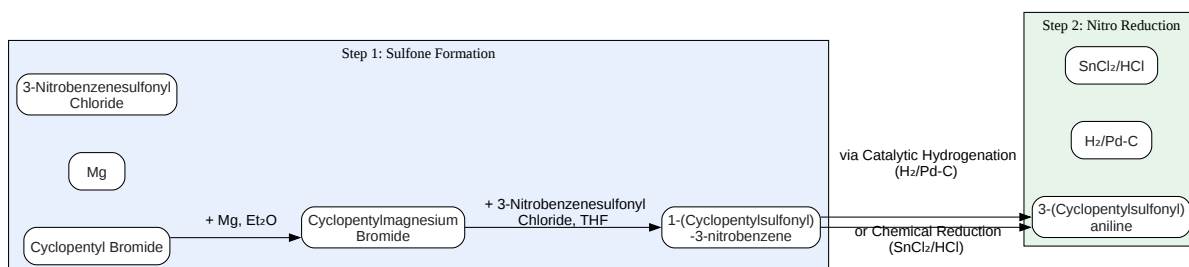 Step 1: Sulfone Formation
3-Nitrobenzenesulfonyl
Chloride
Mg
Cyclopentyl Bromide
+ Mg, Et₂O
Cyclopentylmagnesium
Bromide
+ 3-Nitrobenzenesulfonyl
Chloride, THF
1-(Cyclopentylsulfonyl)
-3-nitrobenzene
via Catalytic Hydrogenation
(H₂/Pd-C)
or Chemical Reduction
(SnCl₂/HCl)
Step 2: Nitro Reduction
SnCl₂/HCl
H₂/Pd-C
3-(Cyclopentylsulfonyl)
aniline